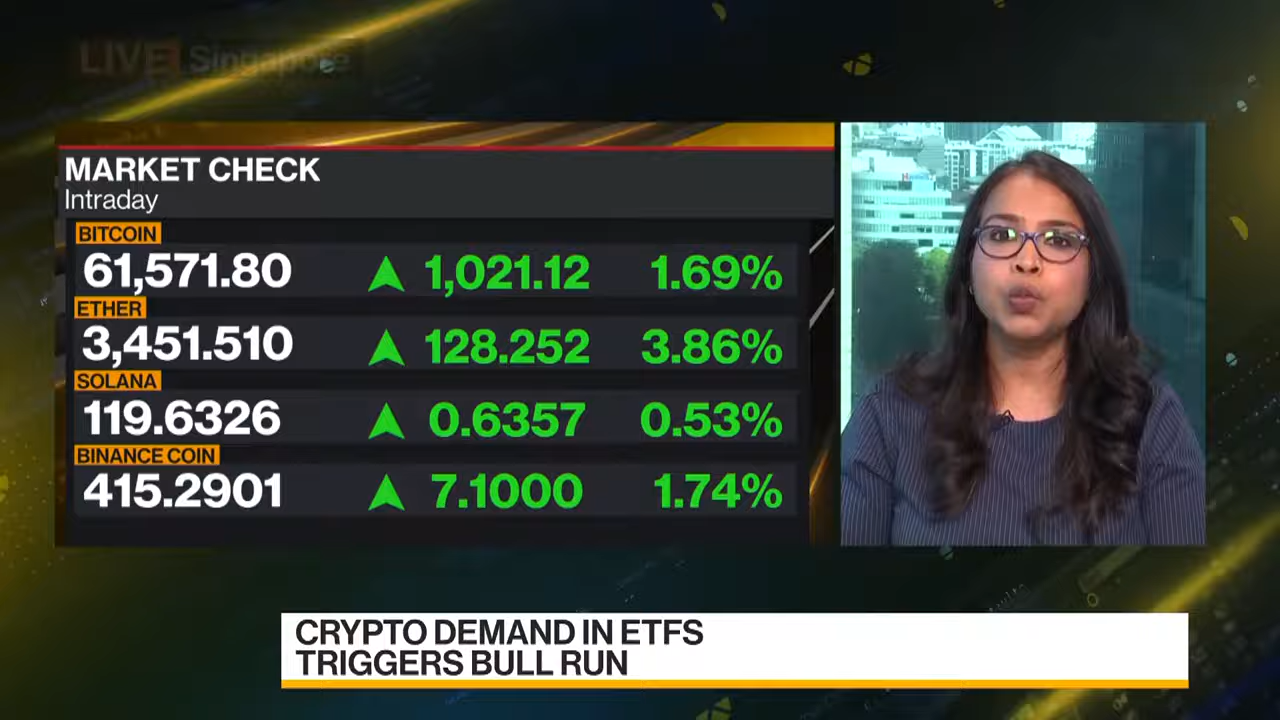 LIVE Singapore
MARKET CHECK
Intraday
BITCOIN
61,571.80 ▲ 1,021.12 1.69%
ETHER
3,451.510 ▲ 128.252 3.86%
SOLANA
119.6326 ▲ 0.6357 0.53%
BINANCE COIN
415.2901 ▲ 7.1000 1.74%
CRYPTO DEMAND IN ETFS
TRIGGERS BULL RUN